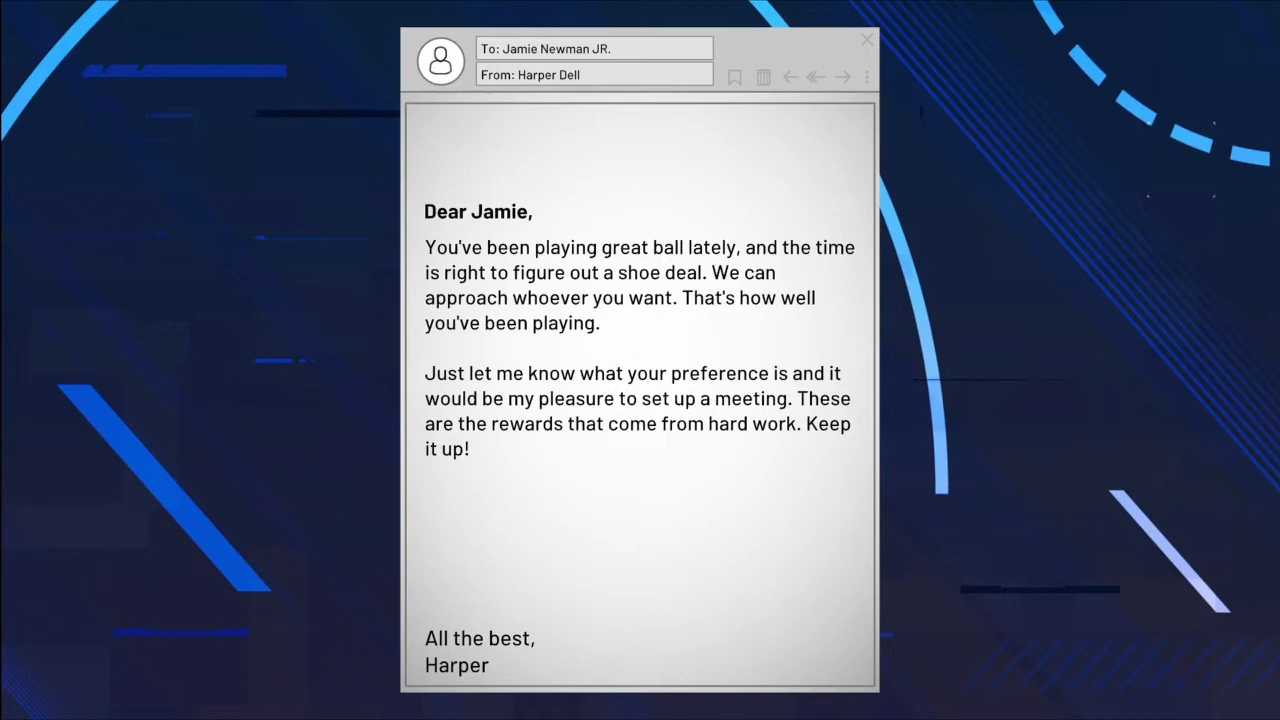 To: Jamie Newman JR.
From: Harper Dell
Dear Jamie,
You've been playing great ball lately, and the time
is right to figure out a shoe deal. We can
approach whoever you want. That's how well
you've been playing.
Just let me know what your preference is and it
would be my pleasure to set up a meeting. These
are the rewards that come from hard work. Keep
it up!
All the best,
Harper